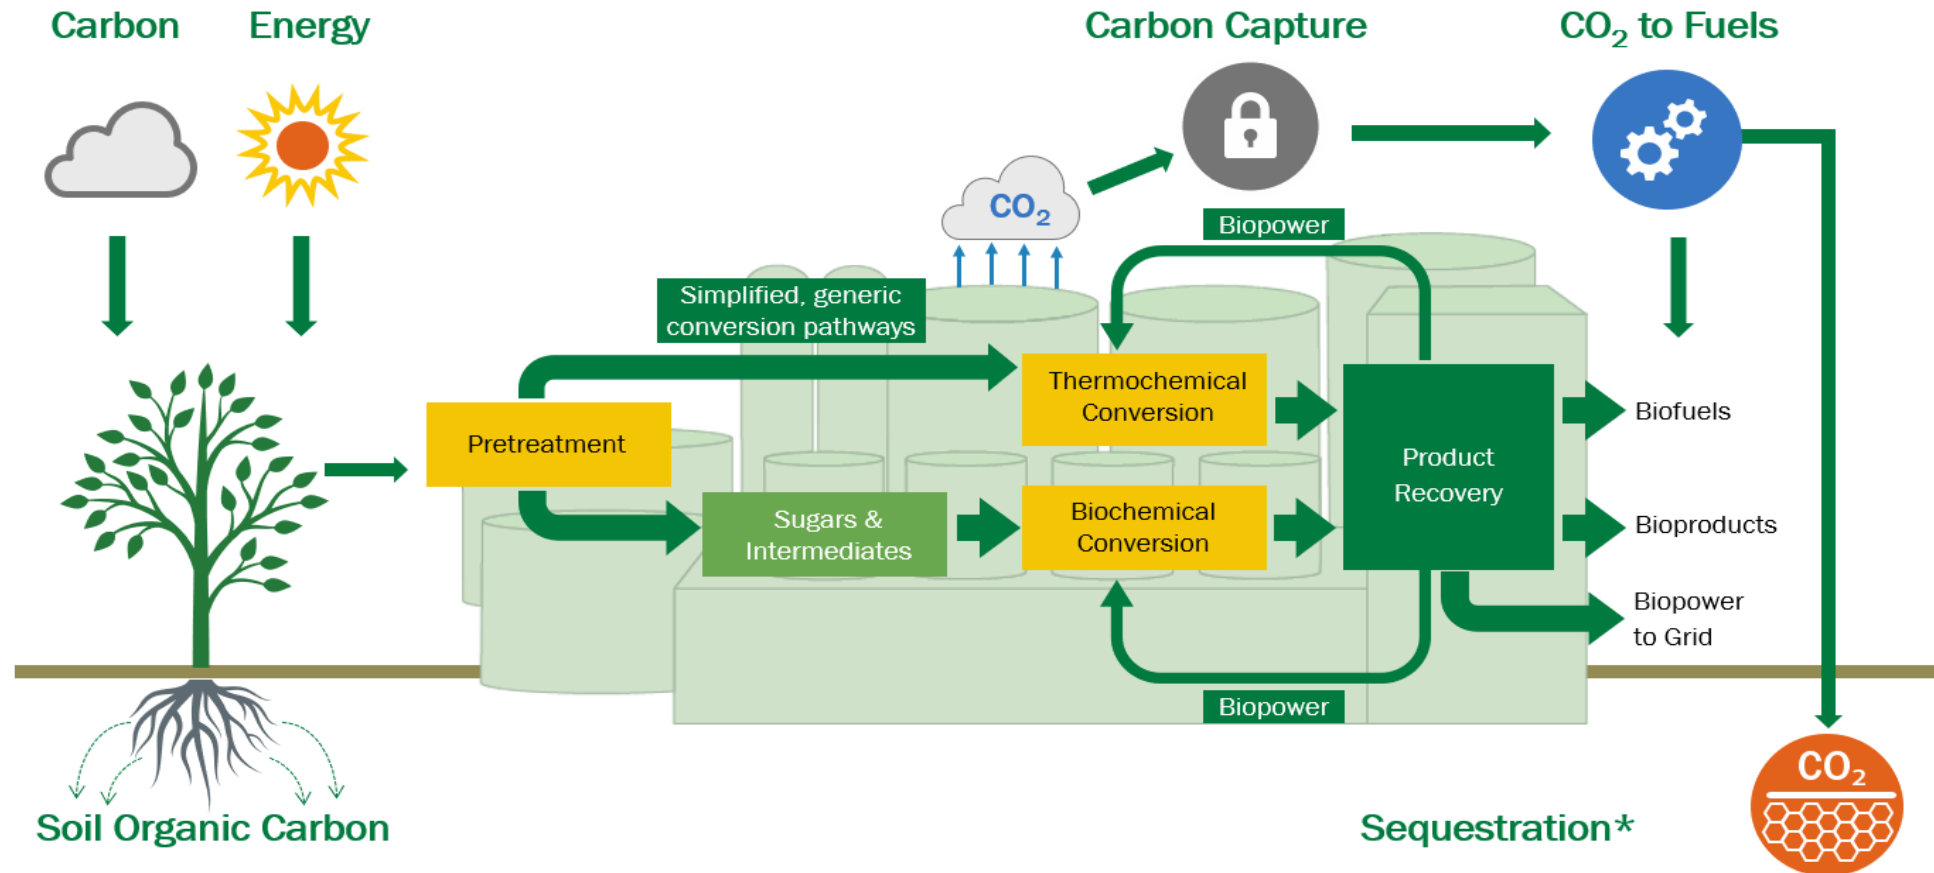 Carbon
Energy
Carbon Capture
CO₂ to Fuels
CO₂
Biopower
Simplified, generic
conversion pathways
Thermochemical
Conversion
Pretreatment
Product
Recovery
Biofuels
Sugars &
Intermediates
Biochemical
Conversion
Bioproducts
Biopower
to Grid
Biopower
CO₂
Soil Organic Carbon
Sequestration*